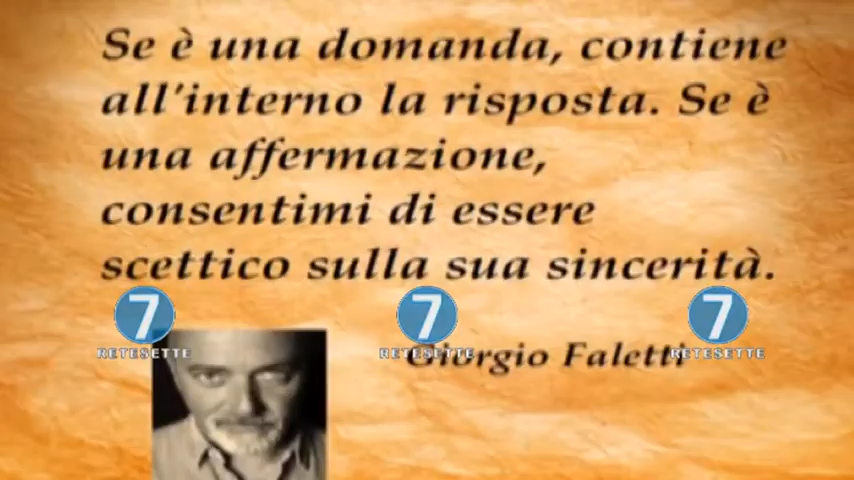 Se è una domanda, contiene
all'interno la risposta. Se è
una affermazione,
consentimi di essere
scettico sulla sua sincerità.
7 7 7
RETESETTE RETESETTE RETESETTE
Giorgio Faletti